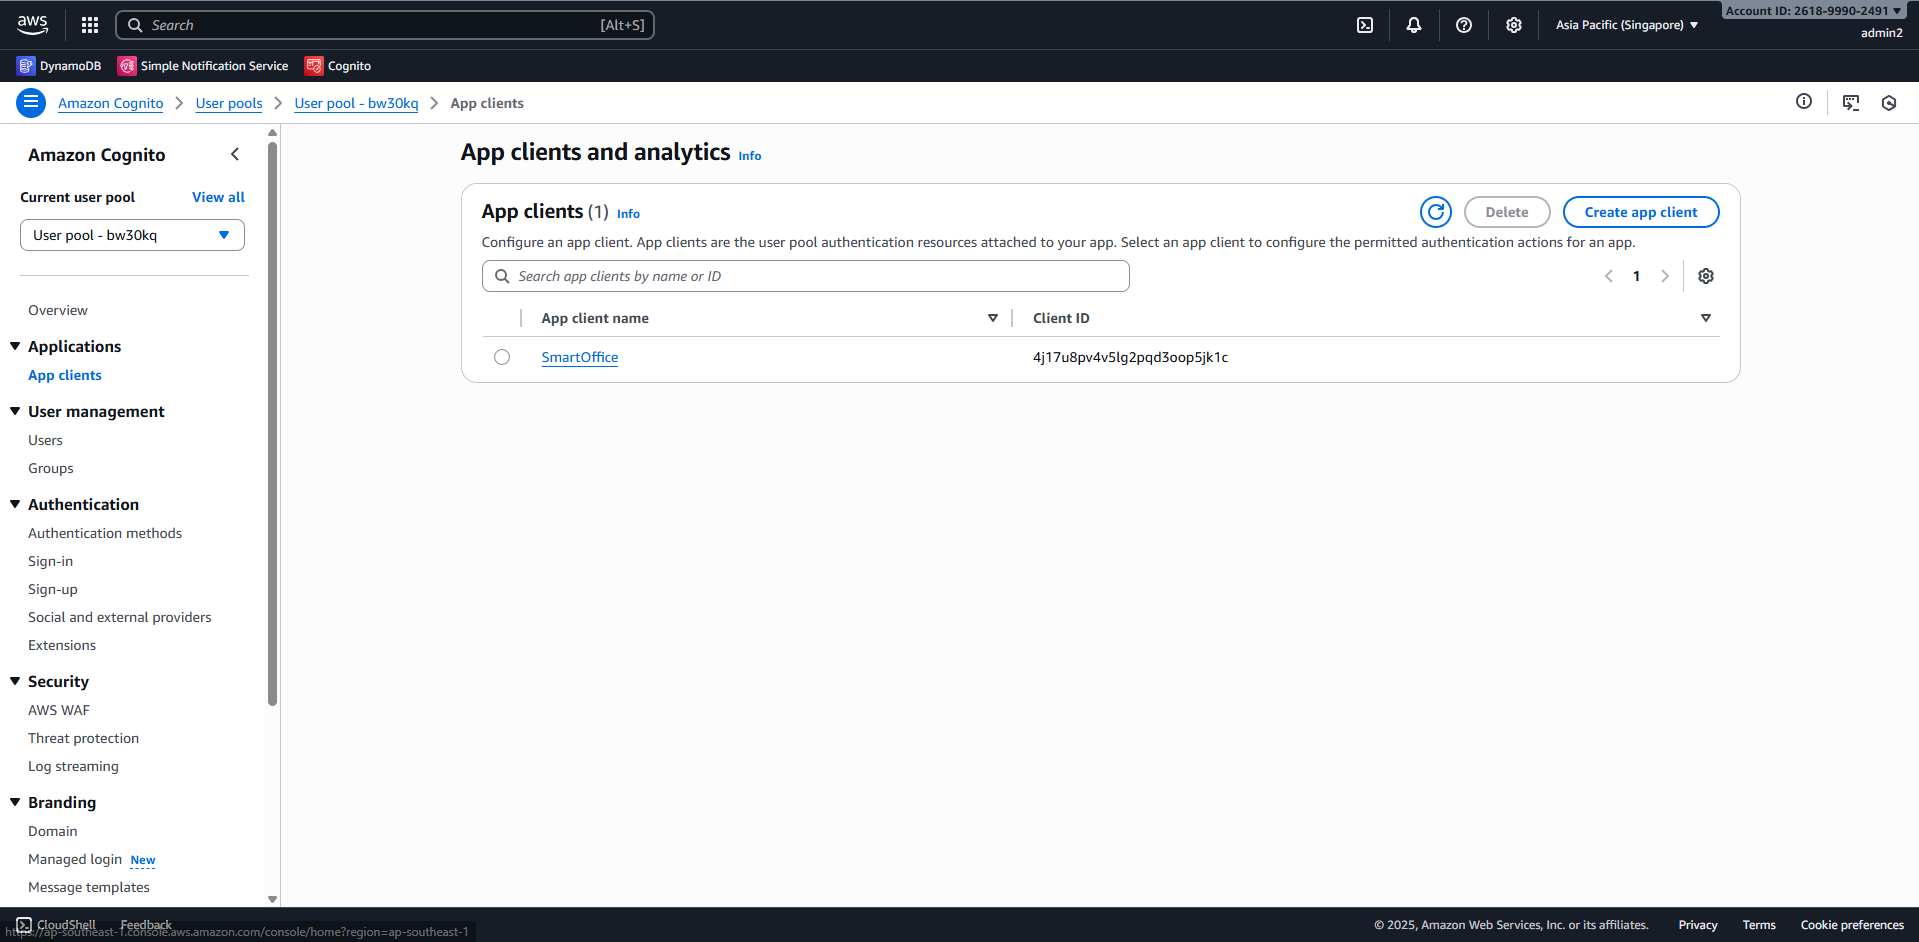 aws
Search [Alt+S]
Asia Pacific (Singapore)
Account ID: 2618-9990-2491
admin2
DynamoDB
Simple Notification Service
Cognito
Amazon Cognito
User pools
User pool - bw30kq
App clients
Amazon Cognito
Current user pool
View all
User pool - bw30kq
Overview
Applications
App clients
User management
Users
Groups
Authentication
Authentication methods
Sign-in
Sign-up
Social and external providers
Extensions
Security
AWS WAF
Threat protection
Log streaming
Branding
Domain
Managed login New
Message templates
App clients and analytics Info
App clients (1) Info
Delete
Create app client
Configure an app client. App clients are the user pool authentication resources attached to your app. Select an app client to configure the permitted authentication actions for an app.
Search app clients by name or ID
1
App client name
Client ID
SmartOffice
4j17u8pv4v5lg2pqd3oop5jk1c
CloudShell
Feedback
https://ap-southeast-1.console.aws.amazon.com/console/home?region=ap-southeast-1
© 2025, Amazon Web Services, Inc. or its affiliates.
Privacy
Terms
Cookie preferences